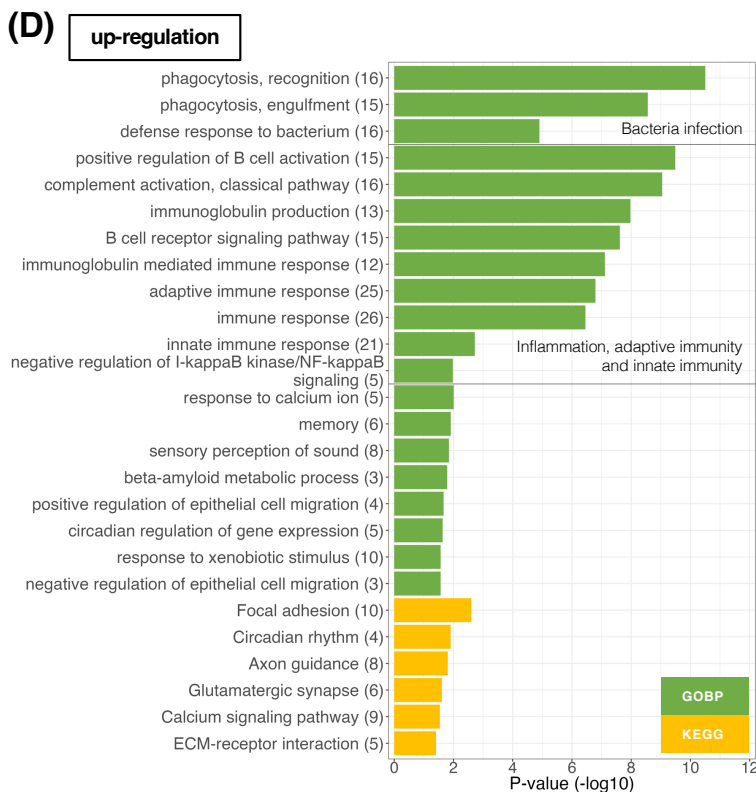 (D)
up-regulation
phagocytosis, recognition (16)
phagocytosis, engulfment (15)
defense response to bacterium (16)
Bacteria infection
positive regulation of B cell activation (15)
complement activation, classical pathway (16)
immunoglobulin production (13)
B cell receptor signaling pathway (15)
immunoglobulin mediated immune response (12)
adaptive immune response (25)
immune response (26)
innate immune response (21)
Inflammation, adaptive immunity
and innate immunity
negative regulation of I-kappaB kinase/NF-kappaB
signaling (5)
response to calcium ion (5)
memory (6)
sensory perception of sound (8)
beta-amyloid metabolic process (3)
positive regulation of epithelial cell migration (4)
circadian regulation of gene expression (5)
response to xenobiotic stimulus (10)
negative regulation of epithelial cell migration (3)
Focal adhesion (10)
Circadian rhythm (4)
Axon guidance (8)
Glutamatergic synapse (6)
Calcium signaling pathway (9)
ECM-receptor interaction (5)
GOBP
KEGG
0 2 4 6 8 10 12
P-value (-log10)